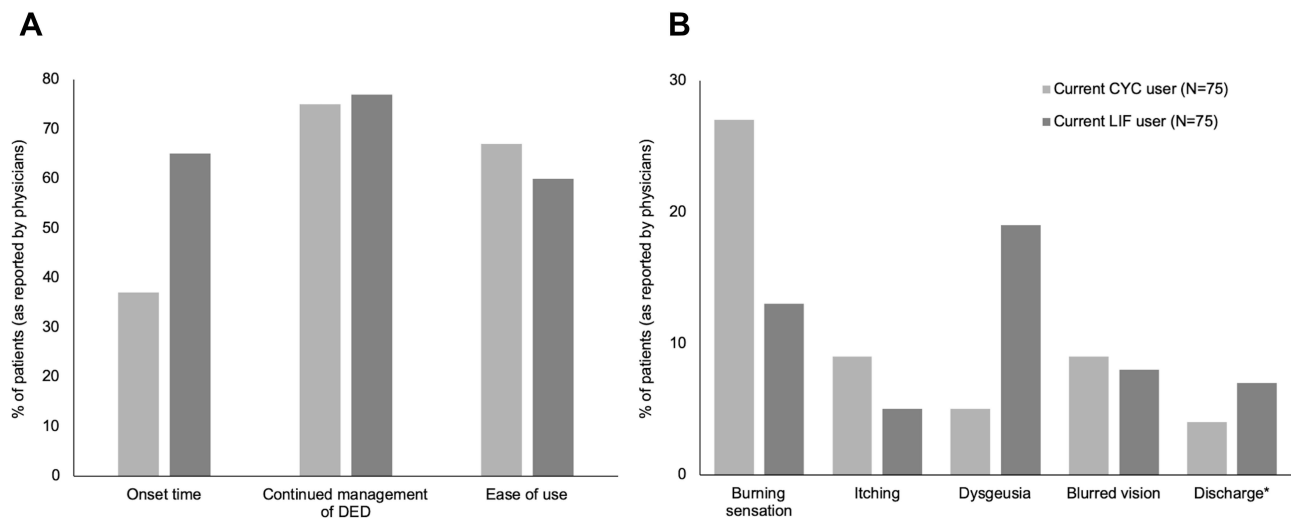 A
% of patients (as reported by physicians)
80
70
60
50
40
30
20
10
0
Onset time
Continued management
of DED
Ease of use
B
% of patients (as reported by physicians)
30
20
10
0
Current CYC user (N=75)
Current LIF user (N=75)
Burning
sensation
Itching
Dysgeusia
Blurred vision
Discharge*